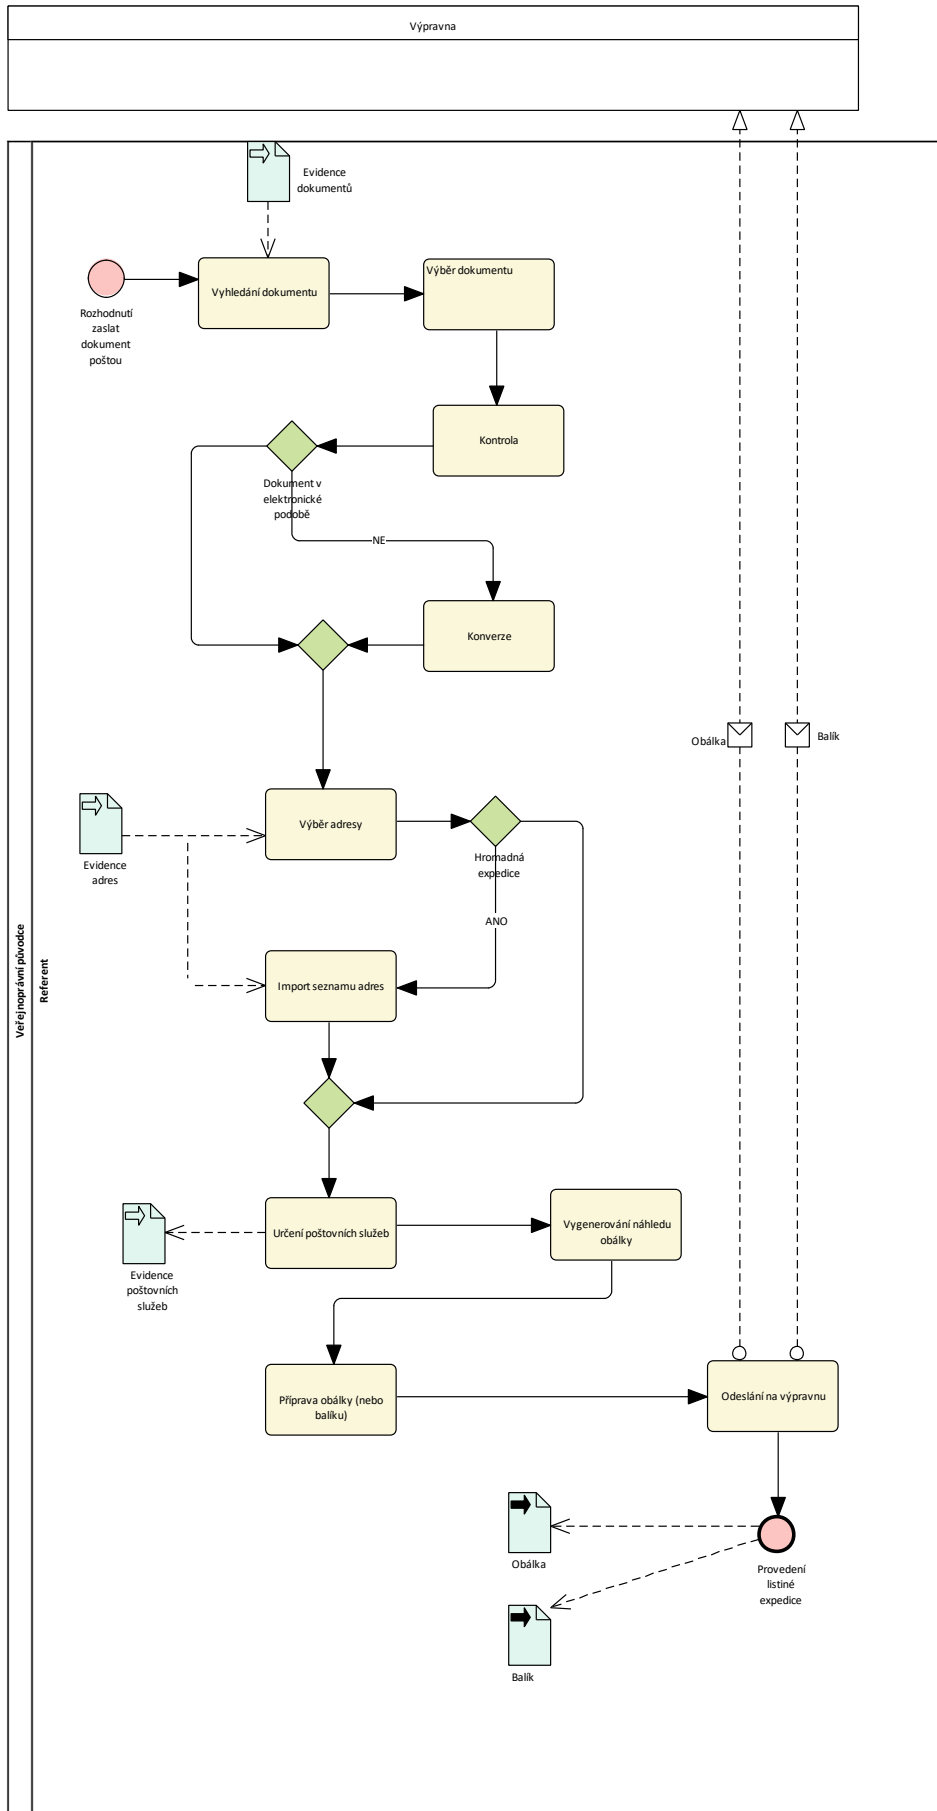 Výpravna
Evidence
dokumentů
Rozhodnutí
zaslat
dokument
poštou
Vyhledání dokumentu
Výběr dokumentu
Kontrola
Dokument v
elektronické
podobě
NE
Konverze
Obálka
Balík
Evidence
adres
Výběr adresy
Hromadná
expedice
ANO
Import seznamu adres
Veřejnoprávní původce
Referent
Evidence
poštovních
služeb
Určení poštovních služeb
Vygenerování náhledu
obálky
Příprava obálky (nebo
balíku)
Odeslání na výpravnu
Obálka
Balík
Provedení
listiné
expedice